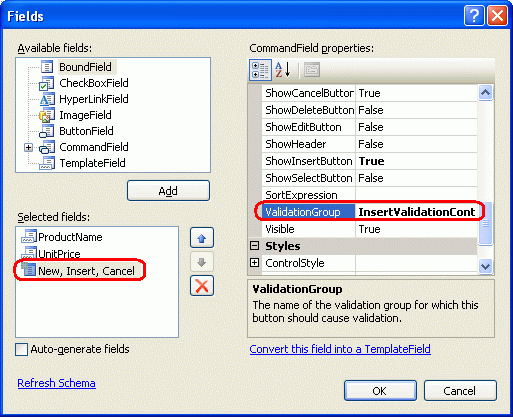 Fields
Available fields:
BoundField
CheckBoxField
HyperLinkField
ImageField
ButtonField
CommandField
TemplateField
Add
Selected fields:
ProductName
UnitPrice
New, Insert, Cancel
Auto-generate fields
Refresh Schema
CommandField properties:
ShowCancelButton True
ShowDeleteButton False
ShowEditButton False
ShowHeader False
ShowInsertButton True
ShowSelectButton False
SortExpression
ValidationGroup InsertValidationCont
Visible True
Styles
ControlStyle
ValidationGroup
The name of the validation group for which this
button should cause validation.
Convert this field into a TemplateField
OK Cancel